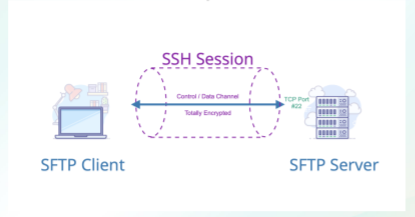 SSH Session
Control / Data Channel
TCP Port
#22
Totally Encrypted
SFTP Client
SFTP Server